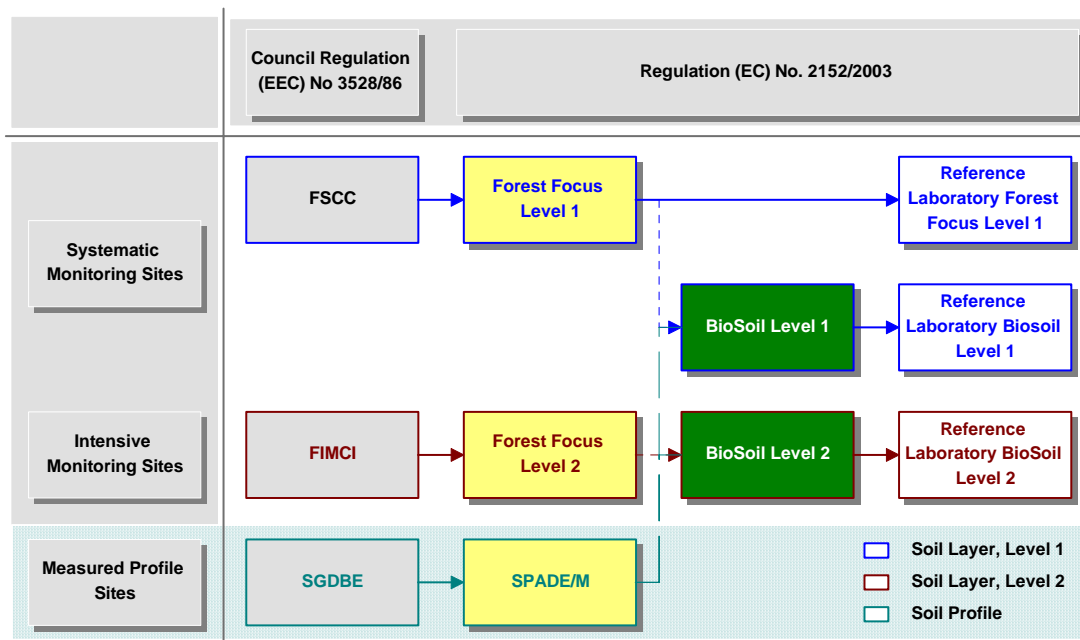 Council Regulation
(EEC) No 3528/86
Regulation (EC) No. 2152/2003
Systematic
Monitoring Sites
FSCC
Forest Focus
Level 1
Reference
Laboratory Forest
Focus Level 1
BioSoil Level 1
Reference
Laboratory Biosoil
Level 1
Intensive
Monitoring Sites
FIMCI
Forest Focus
Level 2
BioSoil Level 2
Reference
Laboratory BioSoil
Level 2
Measured Profile
Sites
SGDBE
SPADE/M
Soil Layer, Level 1
Soil Layer, Level 2
Soil Profile